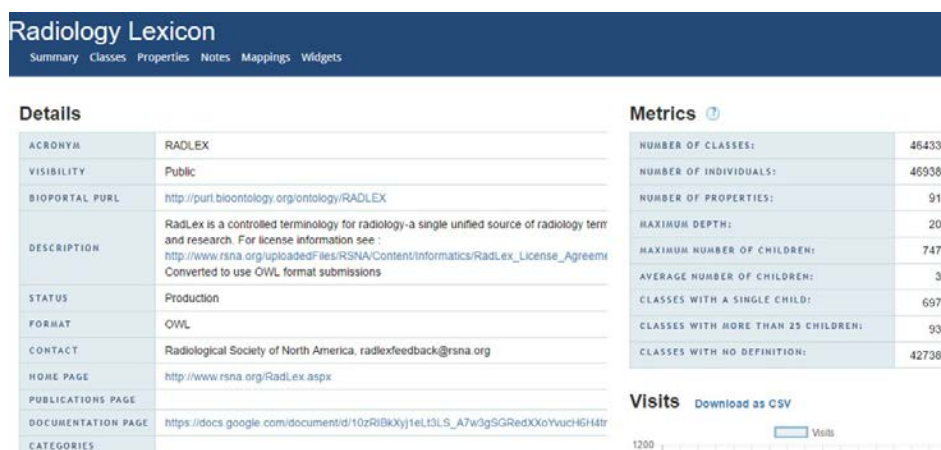 Radiology Lexicon
Summary Classes Properties Notes Mappings Widgets
Details
ACRONYM RADLEX
VISIBILITY Public
BIOPORTAL PURL http://purl.bioontology.org/ontology/RADLEX
DESCRIPTION RadLex is a controlled terminology for radiology-a single unified source of radiology term
and research. For license information see :
http://www.rsna.org/uploadedFiles/RSNA/Content/Informatics/RadLex_License_Agreeme
Converted to use OWL format submissions
STATUS Production
FORMAT OWL
CONTACT Radiological Society of North America, radlexfeedback@rsna.org
HOME PAGE http://www.rsna.org/RadLex.aspx
PUBLICATIONS PAGE
DOCUMENTATION PAGE
CATEGORIES
Metrics ?
NUMBER OF CLASSES: 46433
NUMBER OF INDIVIDUALS: 46938
NUMBER OF PROPERTIES: 91
MAXIMUM DEPTH: 20
MAXIMUM NUMBER OF CHILDREN: 747
AVERAGE NUMBER OF CHILDREN: 3
CLASSES WITH A SINGLE CHILD: 697
CLASSES WITH MORE THAN 25 CHILDREN: 93
CLASSES WITH NO DEFINITION: 42738
Visits Download as CSV
Visits
1200